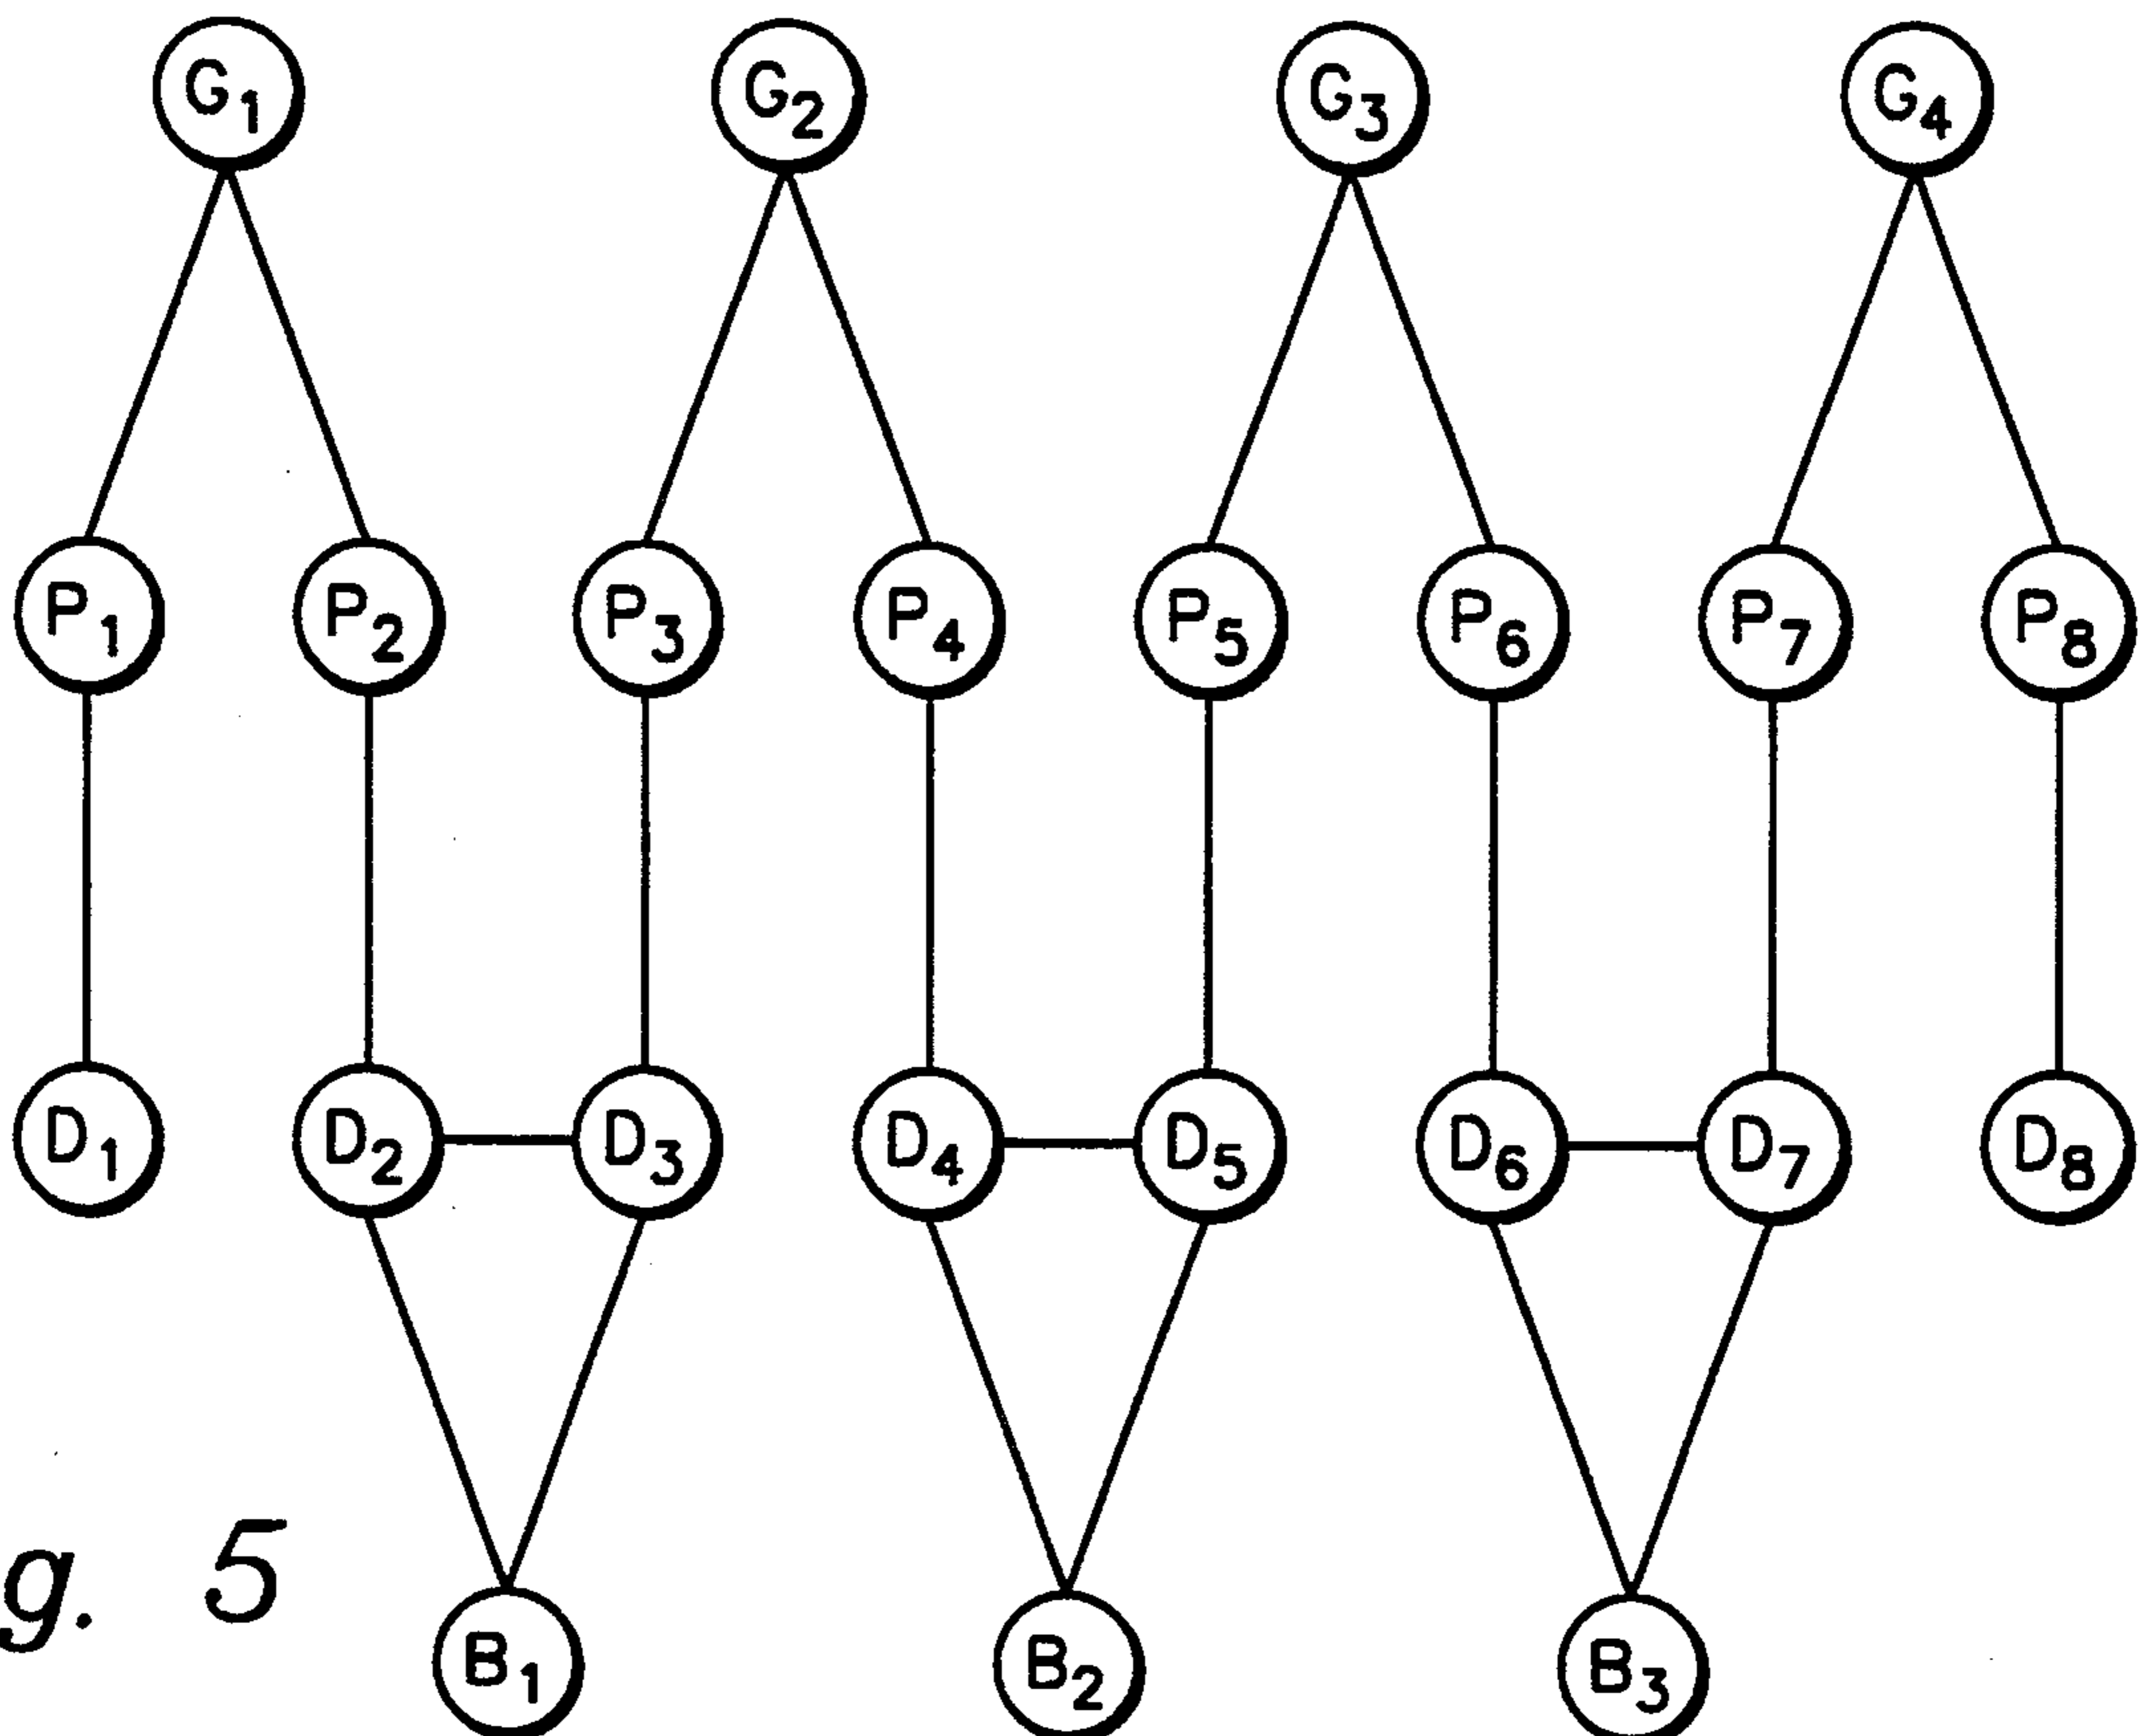 G1 G2 G3 G4
P1 P2 P3 P4 P5 P6 P7 P8
D1 D2 D3 D4 D5 D6 D7 D8
g. 5
B1 B2 B3